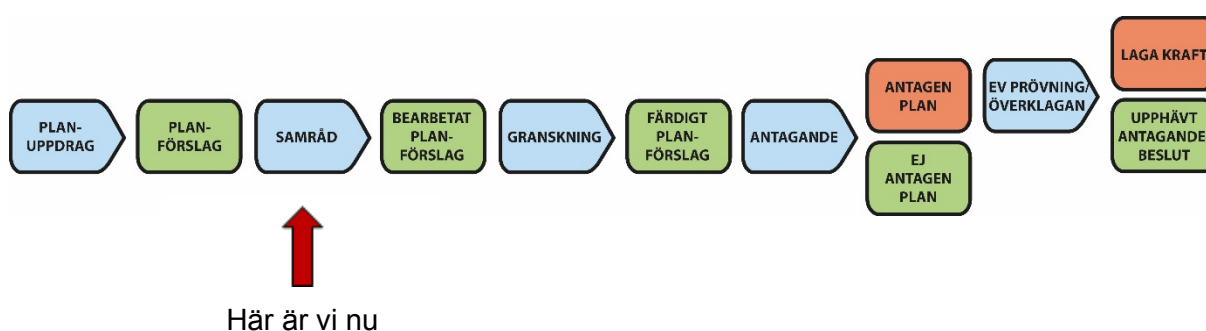 PLAN-
UPPDRAG
PLAN-
FÖRSLAG
SAMRÅD
BEARBETAT
PLAN-
FÖRSLAG
GRANSKNING
FÄRDIGT
PLAN-
FÖRSLAG
ANTAGANDE
ANTAGEN
PLAN
EJ
ANTAGEN
PLAN
EV PRÖVNING/
ÖVERKLAGAN
LAGA KRAFT
UPPHÄVT
ANTAGANDE
BESLUT
Här är vi nu